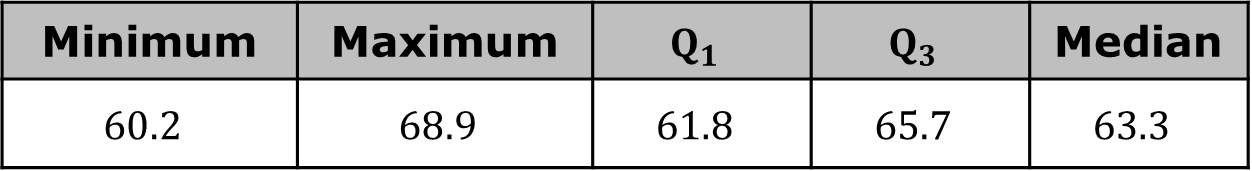 Minimum Maximum Q₁ Q₃ Median
60.2 68.9 61.8 65.7 63.3